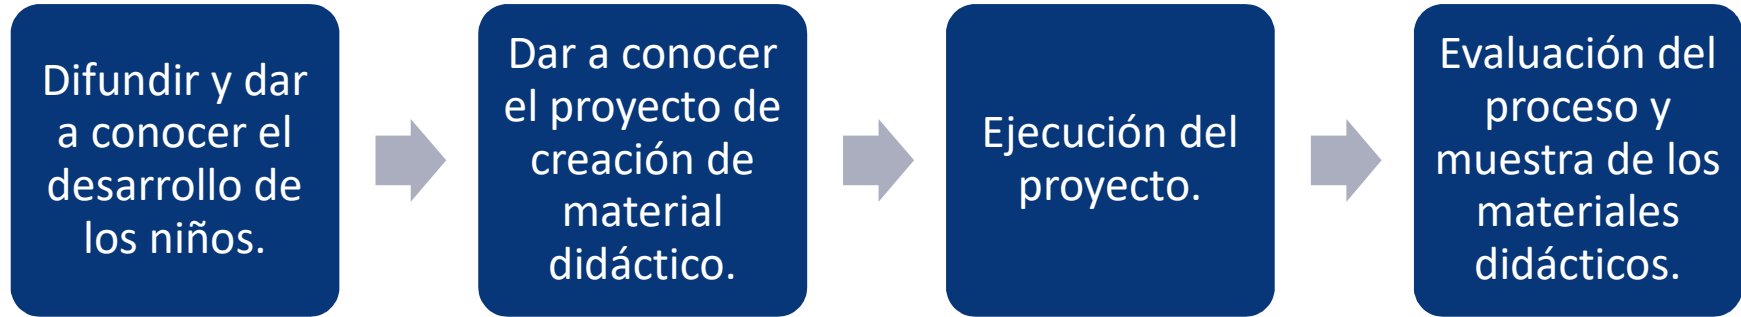 Difundir y dar
a conocer el
desarrollo de
los niños.
Dar a conocer
el proyecto de
creación de
material
didáctico.
Ejecución del
proyecto.
Evaluación del
proceso y
muestra de los
materiales
didácticos.